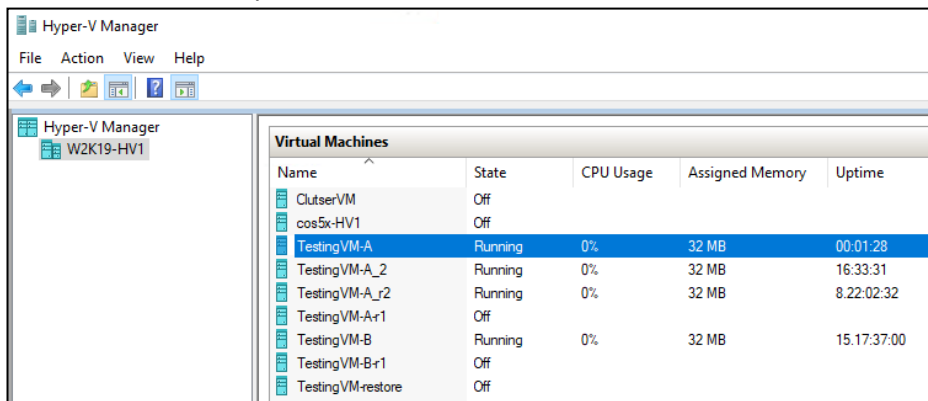 Hyper-V Manager
File Action View Help
Hyper-V Manager
W2K19-HV1
Virtual Machines
Name State CPU Usage Assigned Memory Uptime
ClutserVM Off
cos5x-HV1 Off
TestingVM-A Running 0% 32 MB 00:01:28
TestingVM-A_2 Running 0% 32 MB 16:33:31
TestingVM-A_r2 Running 0% 32 MB 8.22:02:32
TestingVM-A-r1 Off
TestingVM-B Running 0% 32 MB 15.17:37:00
TestingVM-B-r1 Off
TestingVM-restore Off